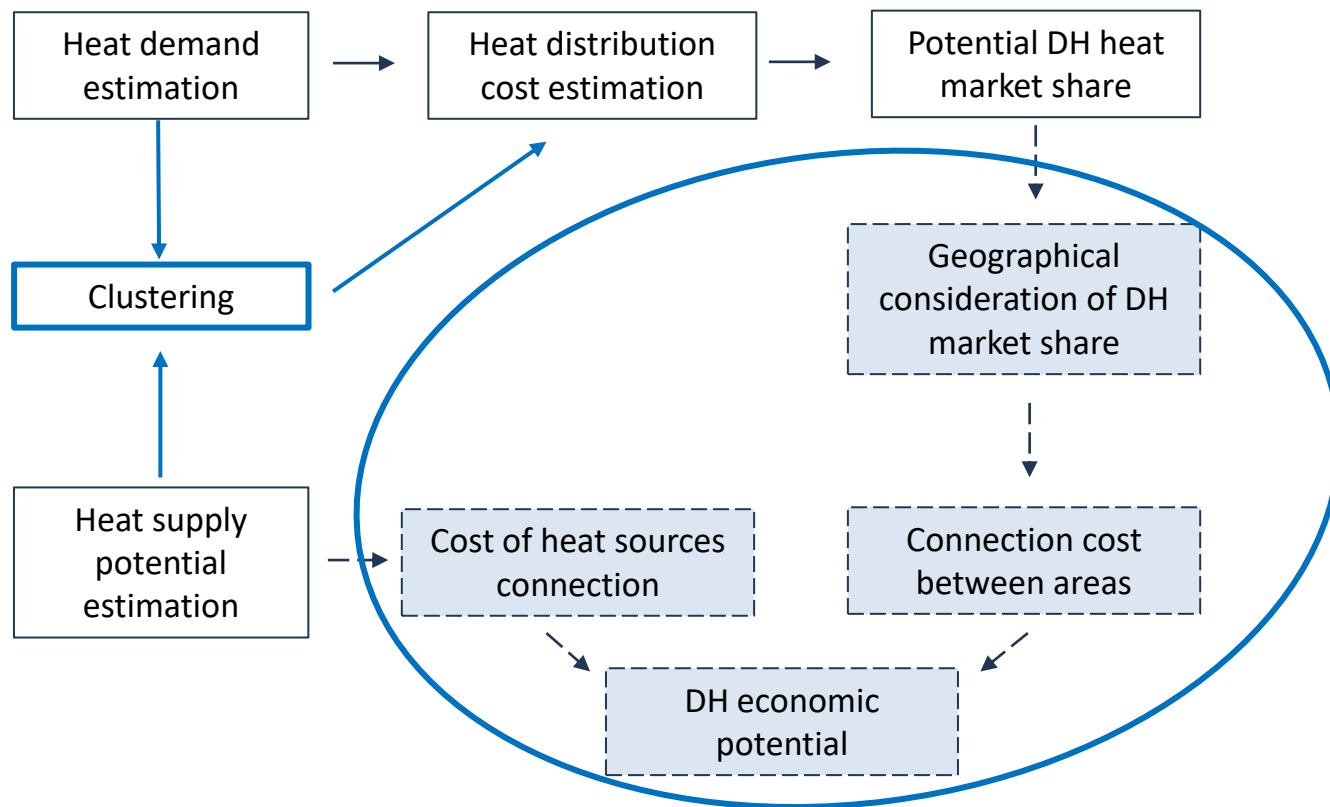 Heat demand
estimation
Heat distribution
cost estimation
Potential DH heat
market share
Geographical
consideration of DH
market share
Clustering
Heat supply
potential
estimation
Cost of heat sources
connection
Connection cost
between areas
DH economic
potential